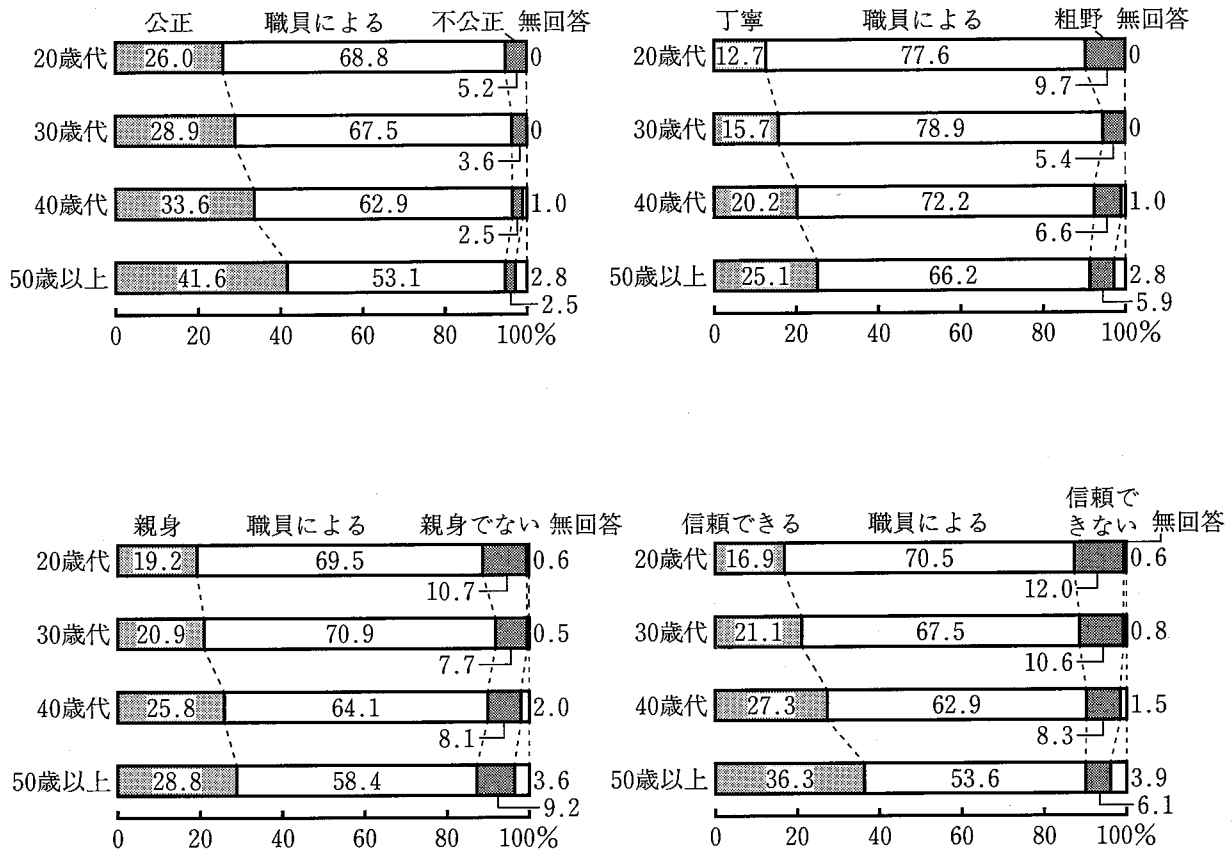 公正 職員による 不公正 無回答
20歳代 26.0 68.8 0
5.2
30歳代 28.9 67.5 0
3.6
40歳代 33.6 62.9 1.0
2.5
50歳以上 41.6 53.1 2.8
2.5
0 20 40 60 80 100%
丁寧 職員による 粗野 無回答
12.7 77.6 0
9.7
30歳代 15.7 78.9 0
5.4
40歳代 20.2 72.2 1.0
6.6
50歳以上 25.1 66.2 2.8
5.9
0 20 40 60 80 100%
親身 職員による 親身でない 無回答
20歳代 19.2 69.5 0.6
10.7
30歳代 20.9 70.9 0.5
7.7
40歳代 25.8 64.1 2.0
8.1
50歳以上 28.8 58.4 3.6
9.2
0 20 40 60 80 100%
信頼できる 職員による 信頼で
きない 無回答
20歳代 16.9 70.5 0.6
12.0
30歳代 21.1 67.5 0.8
10.6
40歳代 27.3 62.9 1.5
8.3
50歳以上 36.3 53.6 3.9
6.1
0 20 40 60 80 100%